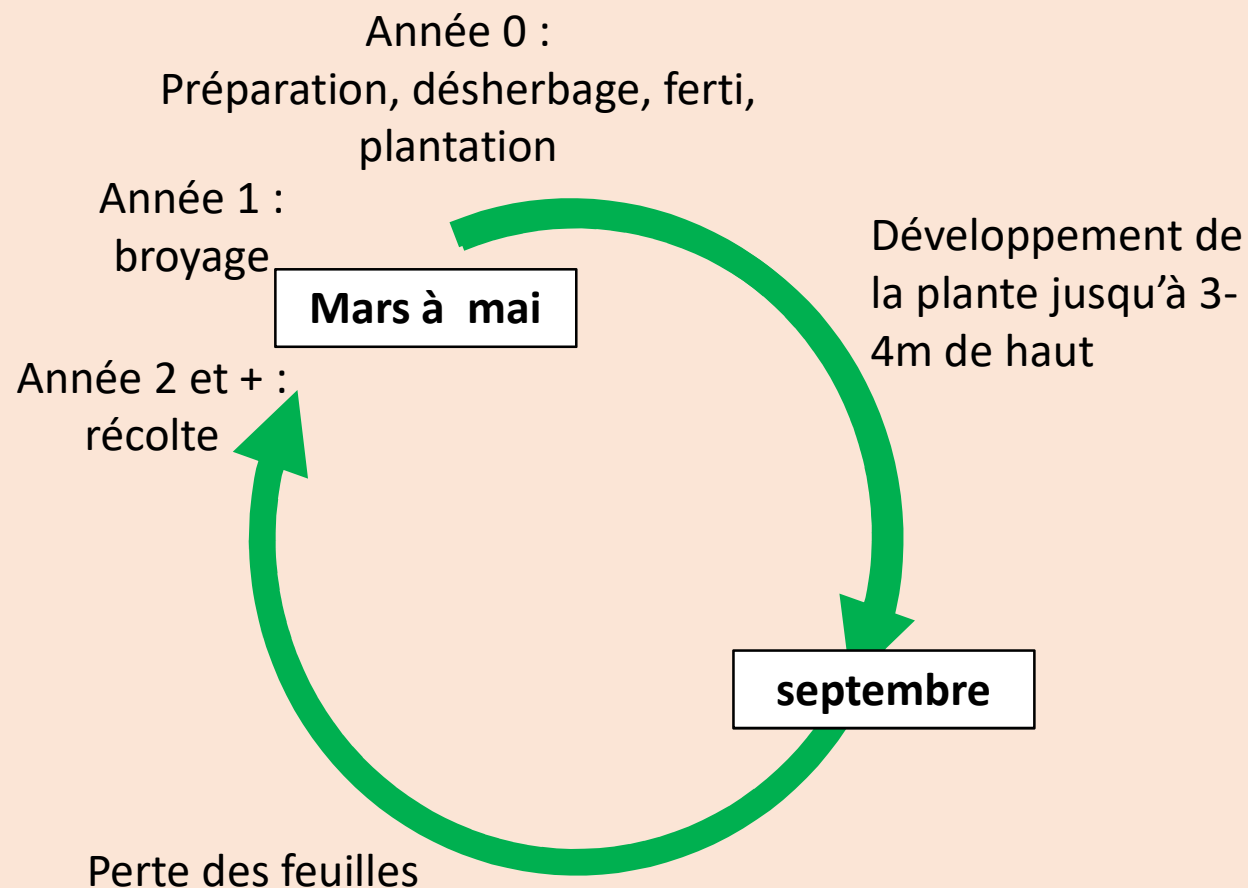 Année 0 :
Préparation, désherbage, ferti,
plantation
Année 1 :
broyage
Mars à mai
Année 2 et + :
récolte
Développement de
la plante jusqu’à 3-
4m de haut
septembre
Perte des feuilles